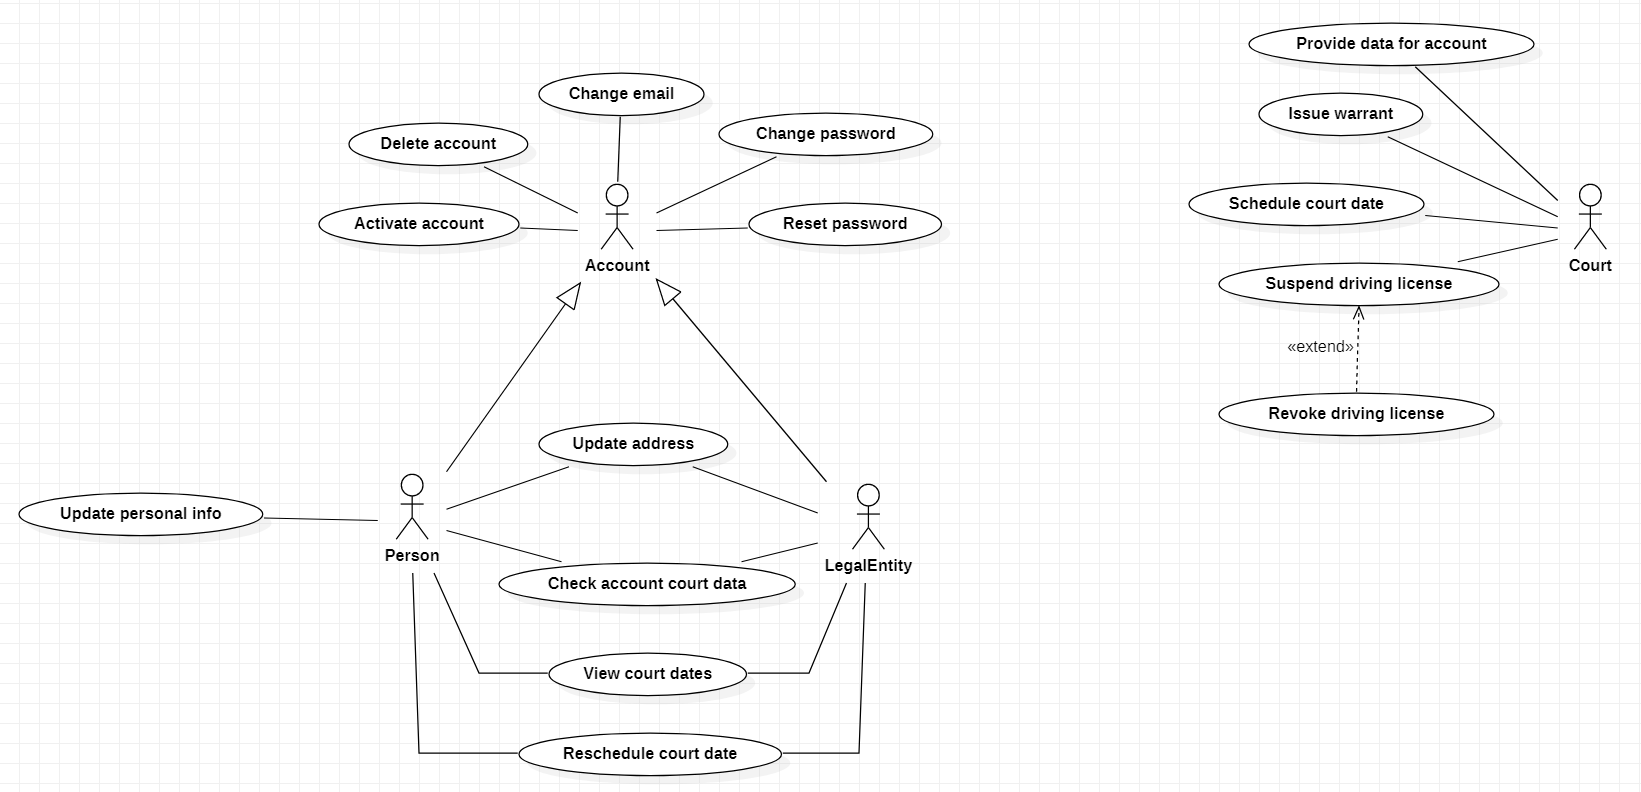 Provide data for account
Change email
Issue warrant
Change password
Delete account
Schedule court date
Activate account
Reset password
Account
Court
Suspend driving license
«extend»
Revoke driving license
Update address
Update personal info
Person
LegalEntity
Check account court data
View court dates
Reschedule court date